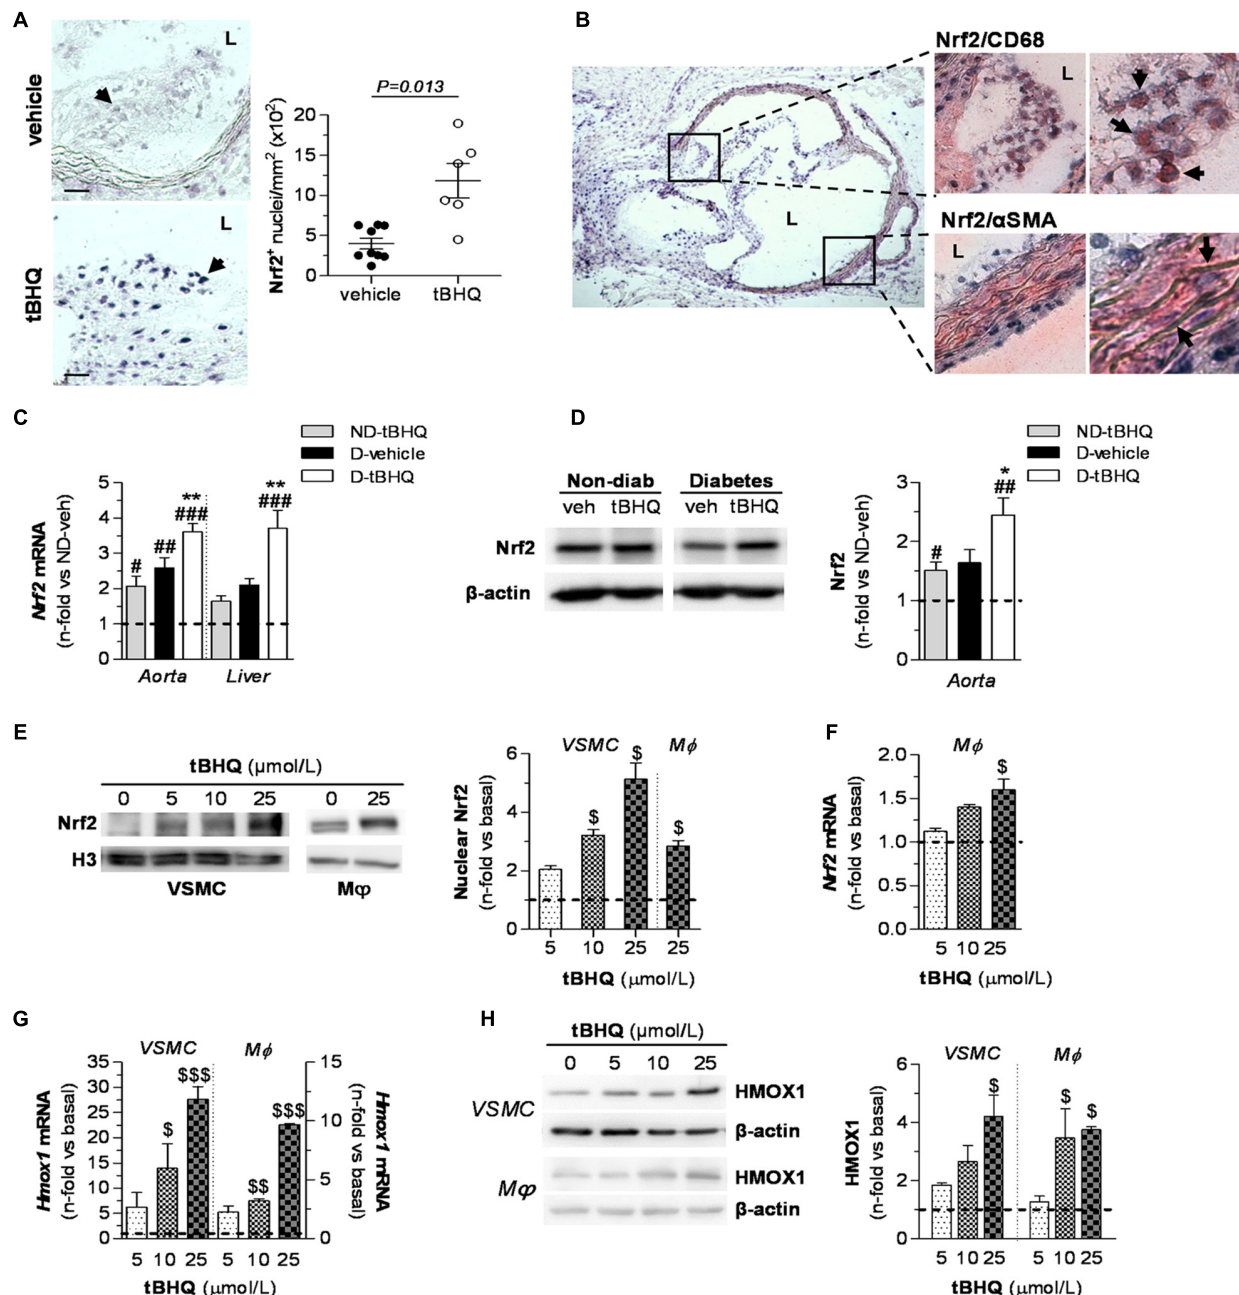 A
vehicle
L
tBHQ
L
P=0.013
Nrf2⁺ nuclei/mm² (x10²)
20
15
10
5
0
vehicle tBHQ
B
L
Nrf2/CD68
L
Nrf2/αSMA
L
C
ND-tBHQ
D-vehicle
D-tBHQ
Nrf2 mRNA
(n-fold vs ND-veh)
5
4
3
2
1
0
# ## ** ### ** ###
Aorta Liver
D
Non-diab Diabetes
veh tBHQ veh tBHQ
Nrf2
β-actin
ND-tBHQ
D-vehicle
D-tBHQ
Nrf2
(n-fold vs ND-veh)
3
2
1
0
# * ##
Aorta
E
tBHQ (µmol/L)
0 5 10 25 0 25
Nrf2
H3
VSMC Mφ
VSMC Mϕ
Nuclear Nrf2
(n-fold vs basal)
6
4
2
0
$ $ $
5 10 25 25
tBHQ (µmol/L)
F
Mϕ
Nrf2 mRNA
(n-fold vs basal)
2.0
1.5
1.0
0.5
0.0
$
5 10 25
tBHQ (µmol/L)
G
VSMC Mϕ
Hmox1 mRNA
(n-fold vs basal)
35
30
25
20
15
10
5
0
$ $$$ $$ $$$
15
10
5
0
Hmox1 mRNA
(n-fold vs basal)
5 10 25 5 10 25
tBHQ (µmol/L)
H
tBHQ (µmol/L)
0 5 10 25
VSMC
HMOX1
β-actin
Mφ
HMOX1
β-actin
VSMC Mϕ
HMOX1
(n-fold vs basal)
6
4
2
0
$ $ $
5 10 25 5 10 25
tBHQ (µmol/L)